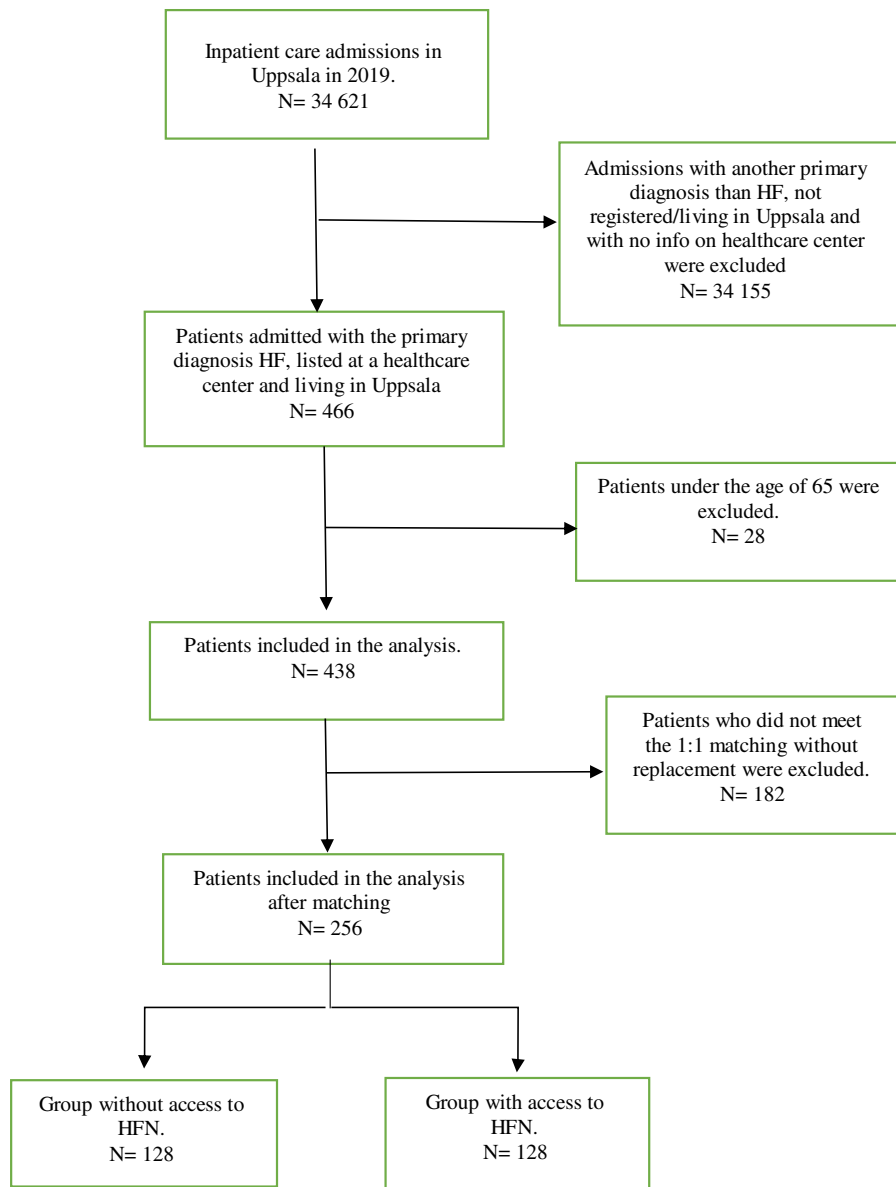 Inpatient care admissions in
Uppsala in 2019.
N= 34 621
Admissions with another primary
diagnosis than HF, not
registered/living in Uppsala and
with no info on healthcare center
were excluded
N= 34 155
Patients admitted with the primary
diagnosis HF, listed at a healthcare
center and living in Uppsala
N= 466
Patients under the age of 65 were
excluded.
N= 28
Patients included in the analysis.
N= 438
Patients who did not meet
the 1:1 matching without
replacement were excluded.
N= 182
Patients included in the analysis
after matching
N= 256
Group without access to
HFN.
N= 128
Group with access to
HFN.
N= 128